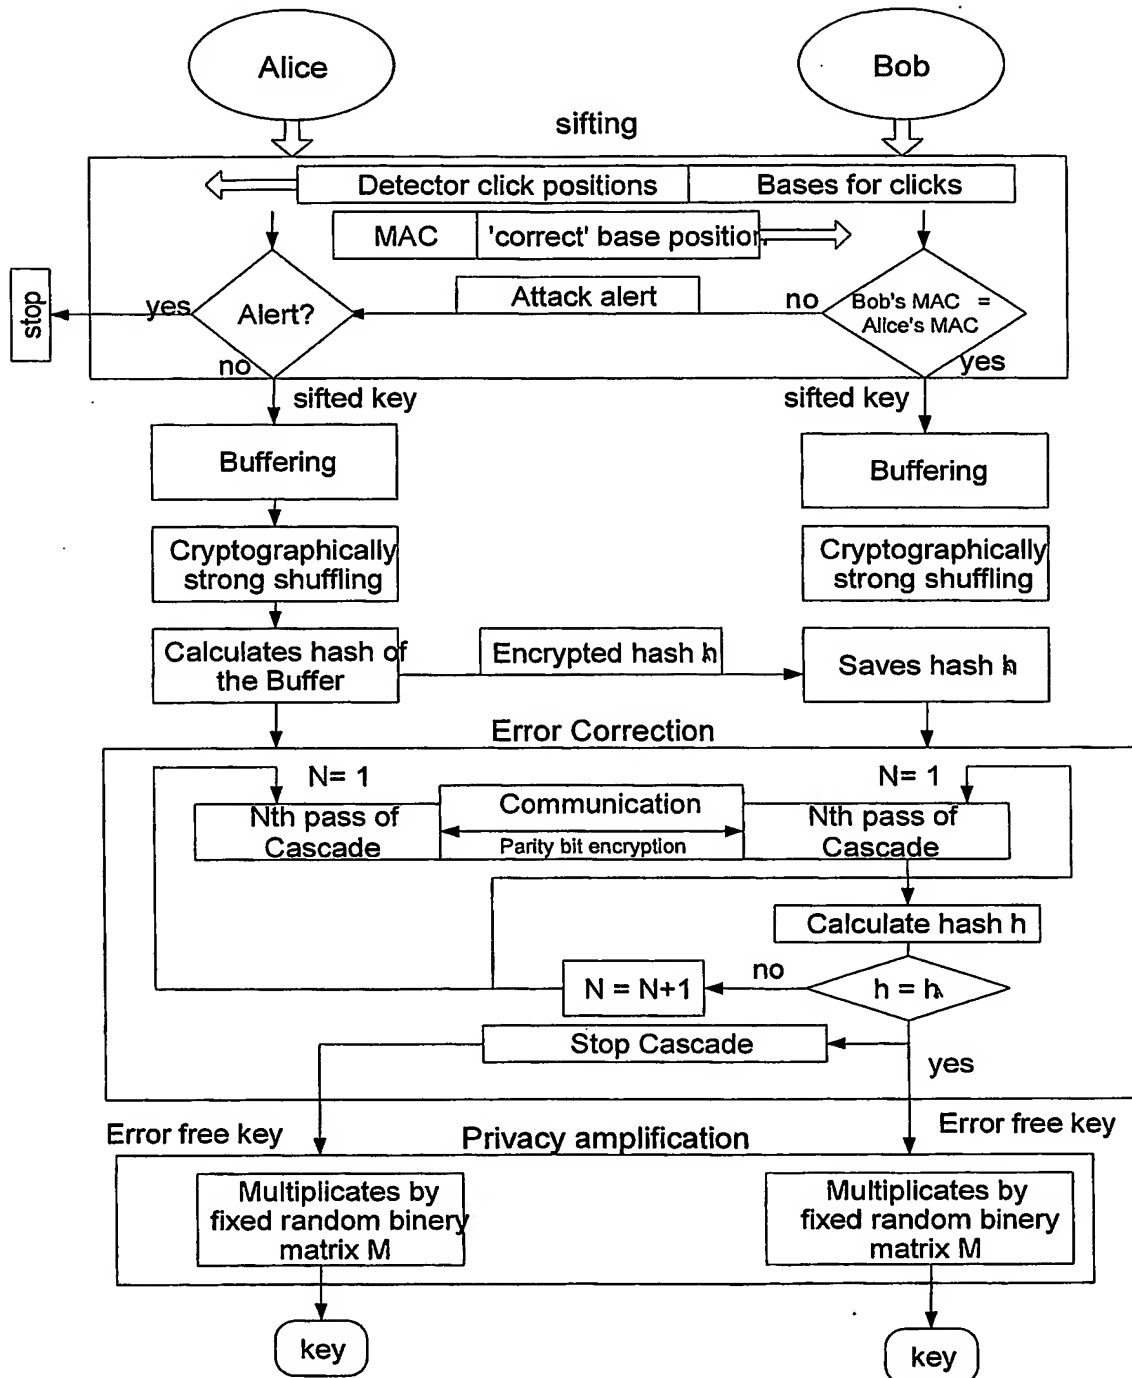 Alice
Bob
sifting
Detector click positions
Bases for clicks
MAC
'correct' base position
Attack alert
stop
yes
Alert?
no
no
Bob's MAC =
Alice's MAC
yes
sifted key
sifted key
Buffering
Buffering
Cryptographically
strong shuffling
Cryptographically
strong shuffling
Calculates hash of
the Buffer
Encrypted hash h
Saves hash h
Error Correction
N= 1
N= 1
Nth pass of
Cascade
Communication
Parity bit encryption
Nth pass of
Cascade
Calculate hash h
N = N+1
no
h = h
Stop Cascade
yes
Error free key
Privacy amplification
Error free key
Multiplicates by
fixed random binery
matrix M
Multiplicates by
fixed random binery
matrix M
key
key